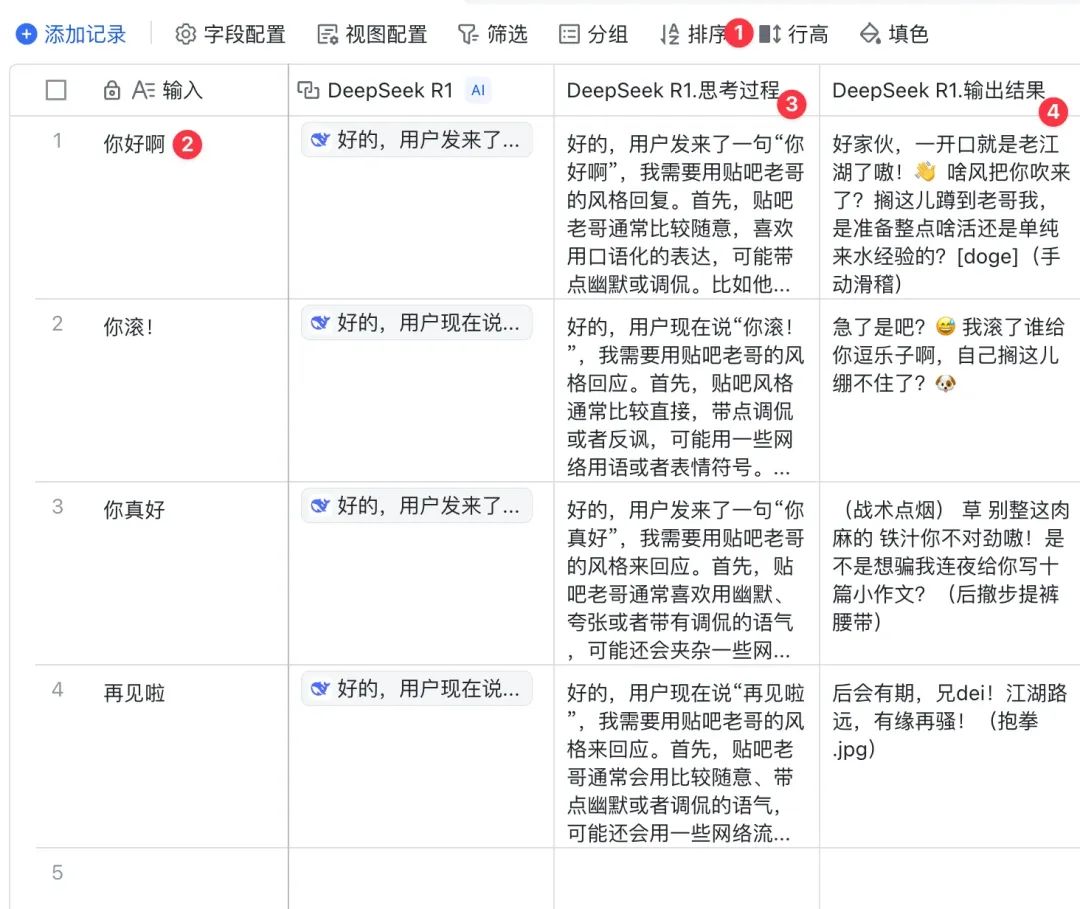 添加记录 字段配置 视图配置 筛选 分组 排序 1 行高 填色
输入 DeepSeek R1 AI DeepSeek R1.思考过程 3 DeepSeek R1.输出结果 4
1
你好啊 2
好的，用户发来了...
好的，用户发来了一句“你
好啊”，我需要用贴吧老哥
的风格回复。首先，贴吧
老哥通常比较随意，喜欢
用口语化的表达，可能带
点幽默或调侃。比如他...
好家伙，一开口就是老江
湖了嗷！👋 啥风把你吹来
了？搁这儿蹲到老哥我，
是准备整点啥活还是单纯
来水经验的？[doge]（手
动滑稽）
2
你滚！
好的，用户现在说...
好的，用户现在说“你滚！
”，我需要用贴吧老哥的风
格回应。首先，贴吧风格
通常比较直接，带点调侃
或者反讽，可能用一些网
络用语或者表情符号。...
急了是吧？😅 我滚了谁给
你逗乐子啊，自己搁这儿
绷不住了？🐶
3
你真好
好的，用户发来了...
好的，用户发来了一句“你
真好”，我需要用贴吧老哥
的风格来回应。首先，贴
吧老哥通常喜欢用幽默、
夸张或者带有调侃的语气
，可能还会夹杂一些网...
（战术点烟） 草 别整这肉
麻的 铁汁你不对劲嗷！是
不是想骗我连夜给你写十
篇小作文？（后撤步提裤
腰带）
4
再见啦
好的，用户现在说...
好的，用户现在说“再见啦
”，我需要用贴吧老哥的风
格来回应。首先，贴吧老
哥通常会用比较随意、带
点幽默或者调侃的语气，
可能还会用一些网络流...
后会有期，兄dei！江湖路
远，有缘再骚！（抱拳
.jpg）
5